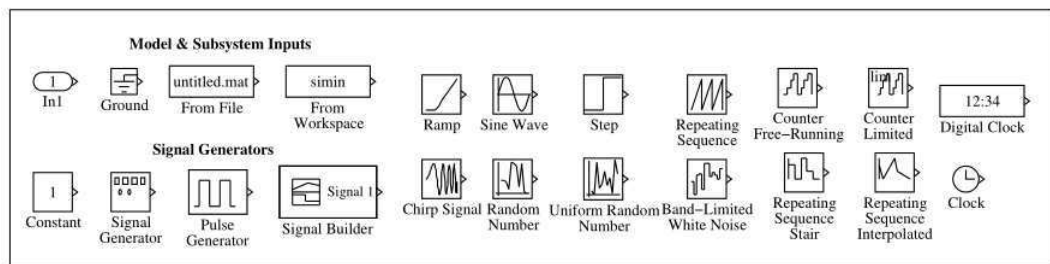 Model & Subsystem Inputs
1
In1
Ground
untitled.mat
From File
simin
From
Workspace
Ramp
Sine Wave
Step
Repeating
Sequence
Counter
Free−Running
lim
Counter
Limited
12:34
Digital Clock
Signal Generators
1
Constant
Signal
Generator
Pulse
Generator
Signal 1
Signal Builder
Chirp Signal
Random
Number
Uniform Random
Number
Band−Limited
White Noise
Repeating
Sequence
Stair
Repeating
Sequence
Interpolated
Clock